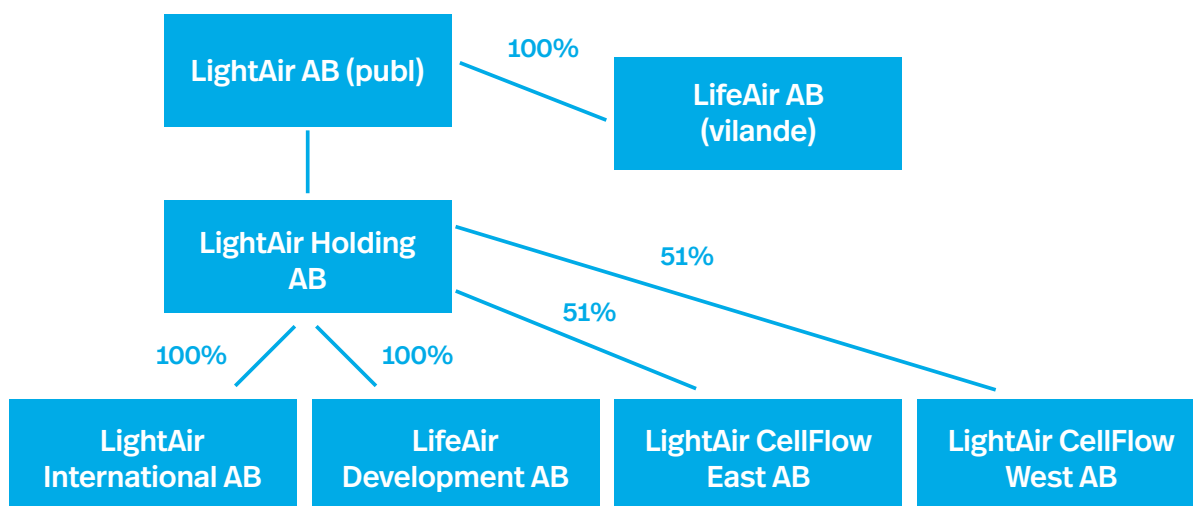 LightAir AB (publ)
100%
LifeAir AB
(vilande)
LightAir Holding
AB
51%
51%
100%
100%
LightAir
International AB
LifeAir
Development AB
LightAir CellFlow
East AB
LightAir CellFlow
West AB